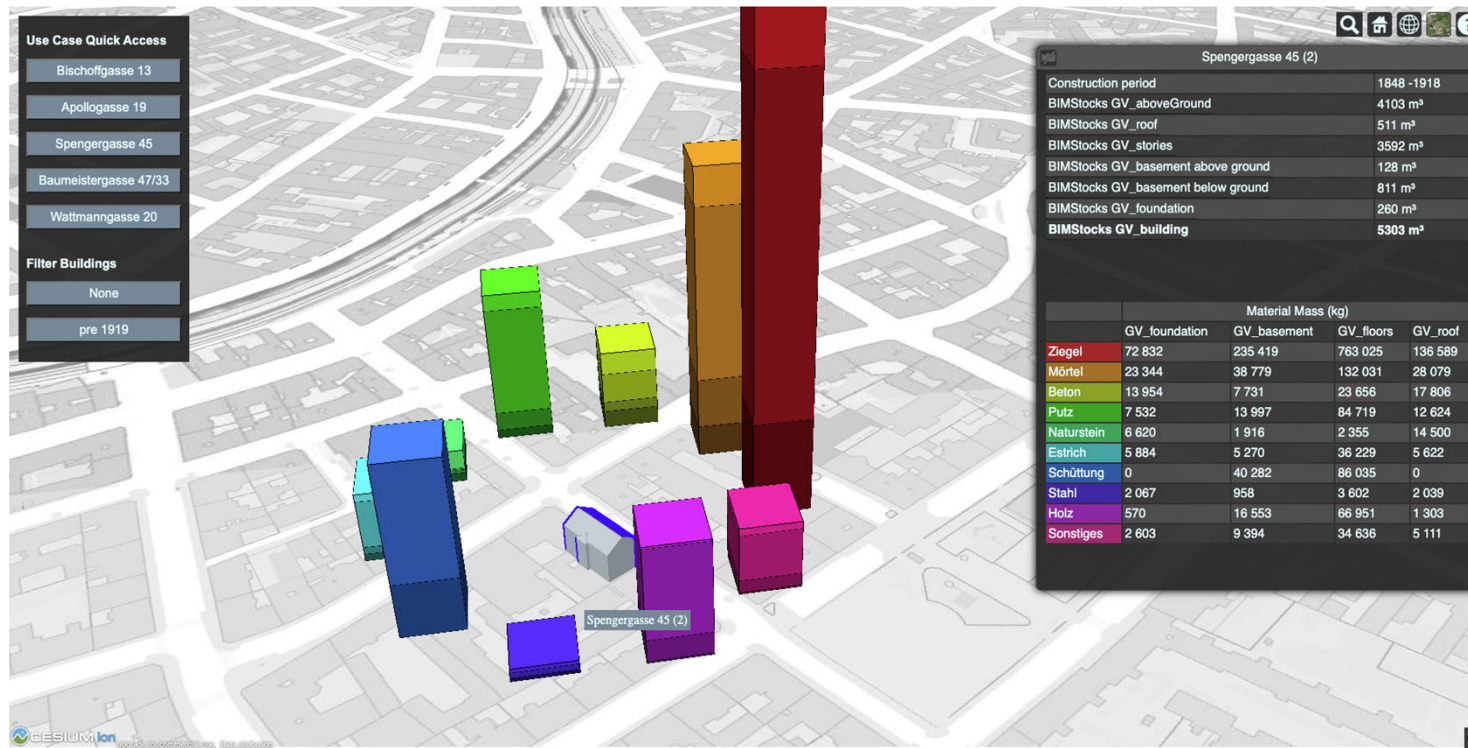 Use Case Quick Access
Bischoffgasse 13
Apollogasse 19
Spengergasse 45
Baumeistergasse 47/33
Wattmanngasse 20
Filter Buildings
None
pre 1919
Spengergasse 45 (2)
Construction period 1848 -1918
BIMStocks GV_aboveGround 4103 m³
BIMStocks GV_roof 511 m³
BIMStocks GV_stories 3592 m³
BIMStocks GV_basement above ground 128 m³
BIMStocks GV_basement below ground 811 m³
BIMStocks GV_foundation 260 m³
BIMStocks GV_building 5303 m³
Material Mass (kg)
GV_foundation GV_basement GV_floors GV_roof
Ziegel 72 832 235 419 763 025 136 589
Mörtel 23 344 38 779 132 031 28 079
Beton 13 954 7 731 23 656 17 806
Putz 7 532 13 997 84 719 12 624
Naturstein 6 620 1 916 2 355 14 500
Estrich 5 884 5 270 36 229 5 622
Schüttung 0 40 282 86 035 0
Stahl 2 067 958 3 602 2 039
Holz 570 16 553 66 951 1 303
Sonstiges 2 603 9 394 34 636 5 111
Spengergasse 45 (2)
CESIUM ion